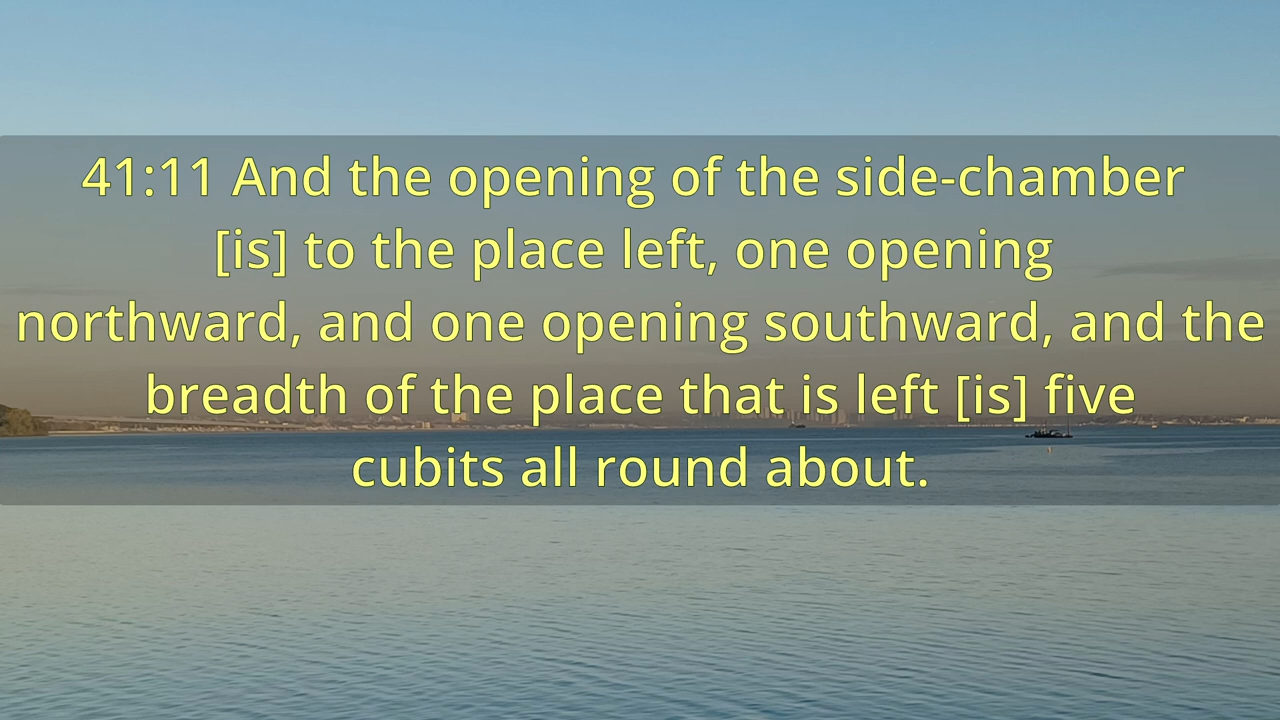 41:11 And the opening of the side-chamber
[is] to the place left, one opening
northward, and one opening southward, and the
breadth of the place that is left [is] five
cubits all round about.